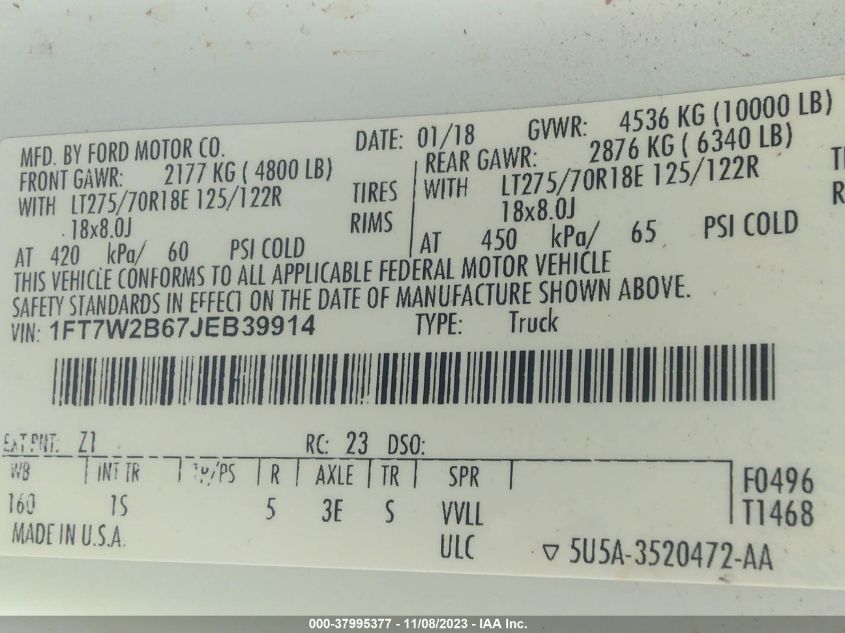 MFD. BY FORD MOTOR CO. DATE: 01/18 GVWR: 4536 KG (10000 LB)
FRONT GAWR: 2177 KG ( 4800 LB) REAR GAWR: 2876 KG ( 6340 LB)
WITH LT275/70R18E 125/122R TIRES WITH LT275/70R18E 125/122R
18x8.0J RIMS 18x8.0J
AT 420 kPa/ 60 PSI COLD AT 450 kPa/ 65 PSI COLD
THIS VEHICLE CONFORMS TO ALL APPLICABLE FEDERAL MOTOR VEHICLE
SAFETY STANDARDS IN EFFECT ON THE DATE OF MANUFACTURE SHOWN ABOVE.
VIN: 1FT7W2B67JEB39914 TYPE: Truck
EXT PNT: Z1 RC: 23 DSO:
WB INT TR TP/PS R AXLE TR SPR F0496
160 1S 5 3E S VVLL T1468
MADE IN U.S.A. ULC ▽ 5U5A-3520472-AA
000-37995377 - 11/08/2023 - IAA Inc.